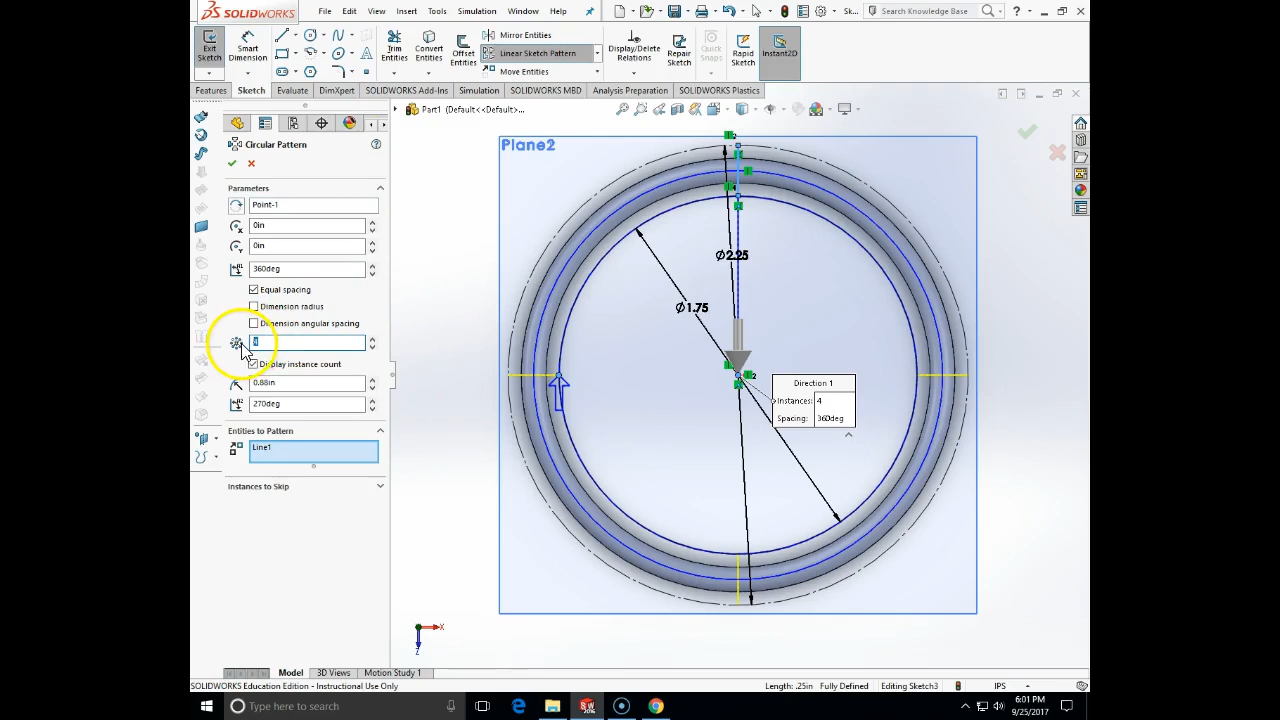 SOLIDWORKS
File Edit View Insert Tools Simulation Window Help
Sk...
Search Knowledge Base
Exit Sketch
Smart Dimension
Trim Entities
Convert Entities
Offset Entities
Mirror Entities
Linear Sketch Pattern
Move Entities
Display/Delete Relations
Repair Sketch
Quick Snaps
Rapid Sketch
Instant2D
Features Sketch Evaluate DimXpert SOLIDWORKS Add-Ins Simulation SOLIDWORKS MBD Analysis Preparation SOLIDWORKS Plastics
Part1 (Default<<Default>...
Circular Pattern
Parameters
Point-1
0in
0in
360deg
Equal spacing
Dimension radius
Dimension angular spacing
4
Display instance count
0.88in
270deg
Entities to Pattern
Line1
Instances to Skip
Plane2
Ø2.25
Ø1.75
Direction 1
Instances: 4
Spacing: 360deg
X
Z
Model 3D Views Motion Study 1
SOLIDWORKS Education Edition - Instructional Use Only
Length: .25in Fully Defined Editing Sketch3 IPS
Type here to search
6:01 PM
9/25/2017